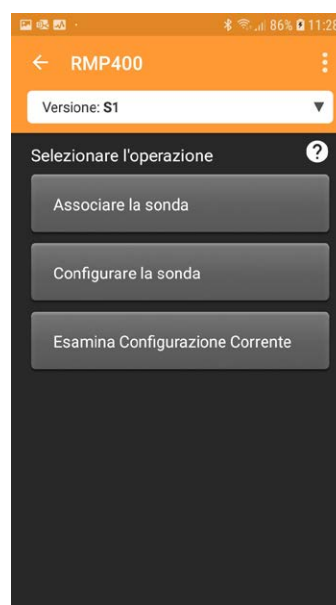 86% 11:28
RMP400
Versione: S1
Selezionare l'operazione
?
Associare la sonda
Configurare la sonda
Esamina Configurazione Corrente